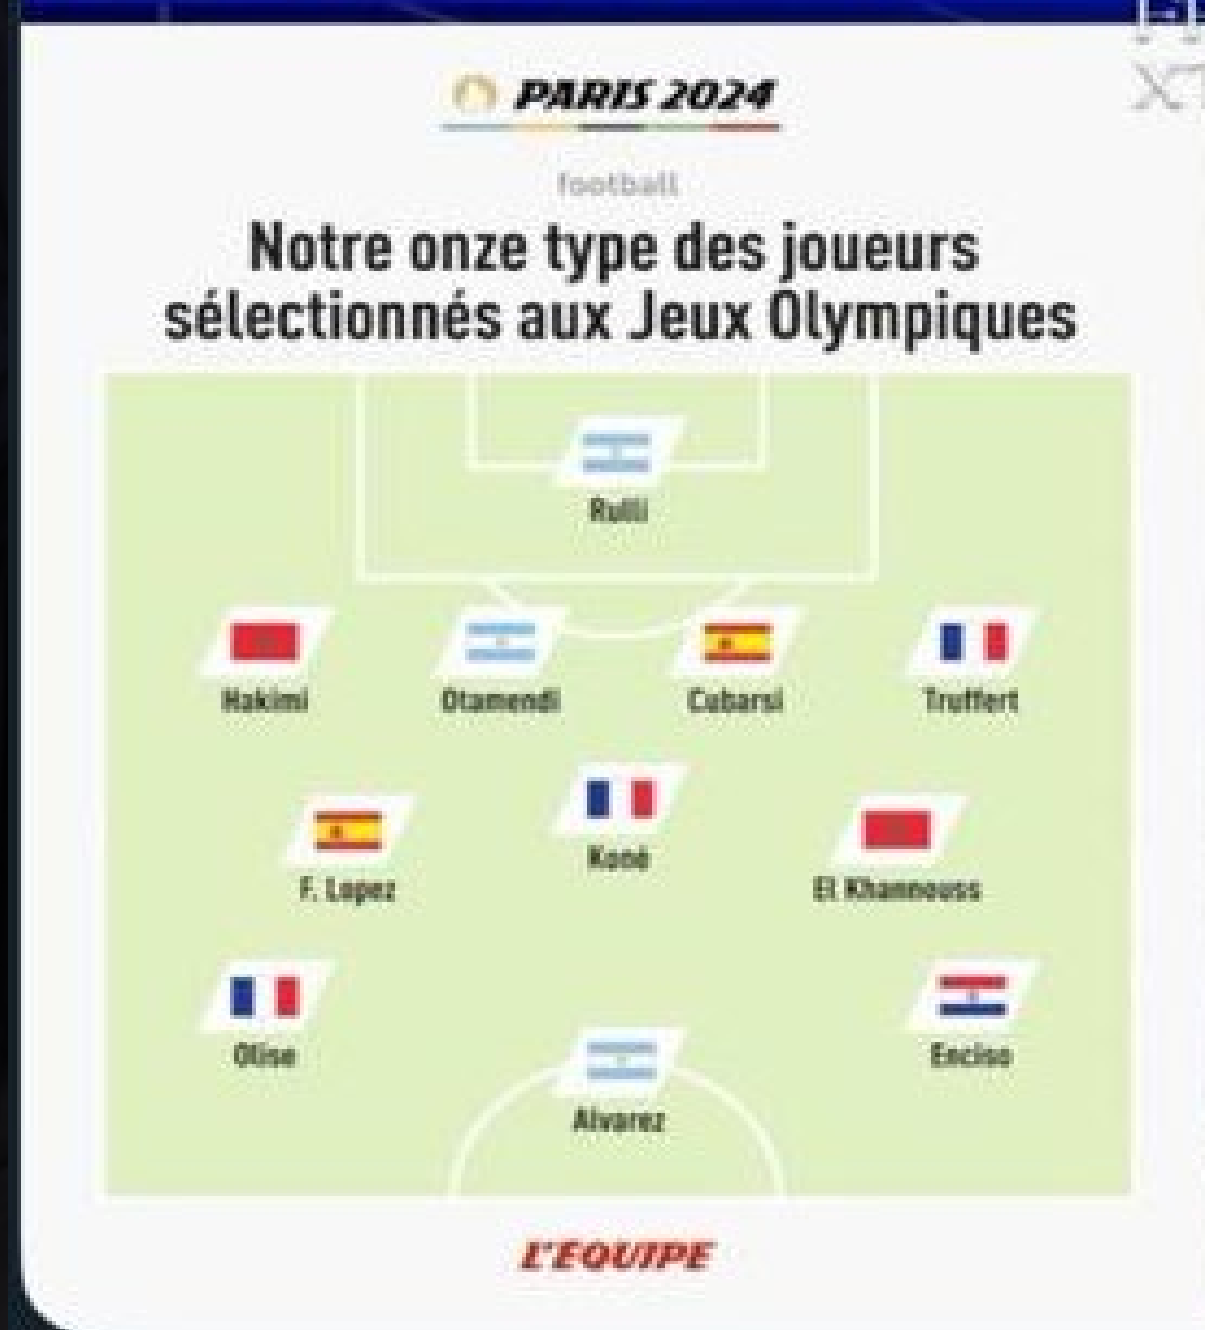 PARIS 2024
football
Notre onze type des joueurs
sélectionnés aux Jeux Olympiques
Rulli
Hakimi Otamendi Cubarsi Truffert
Koné
F. Lopez El Khannouss
Olise Enciso
Alvarez
L'ÉQUIPE